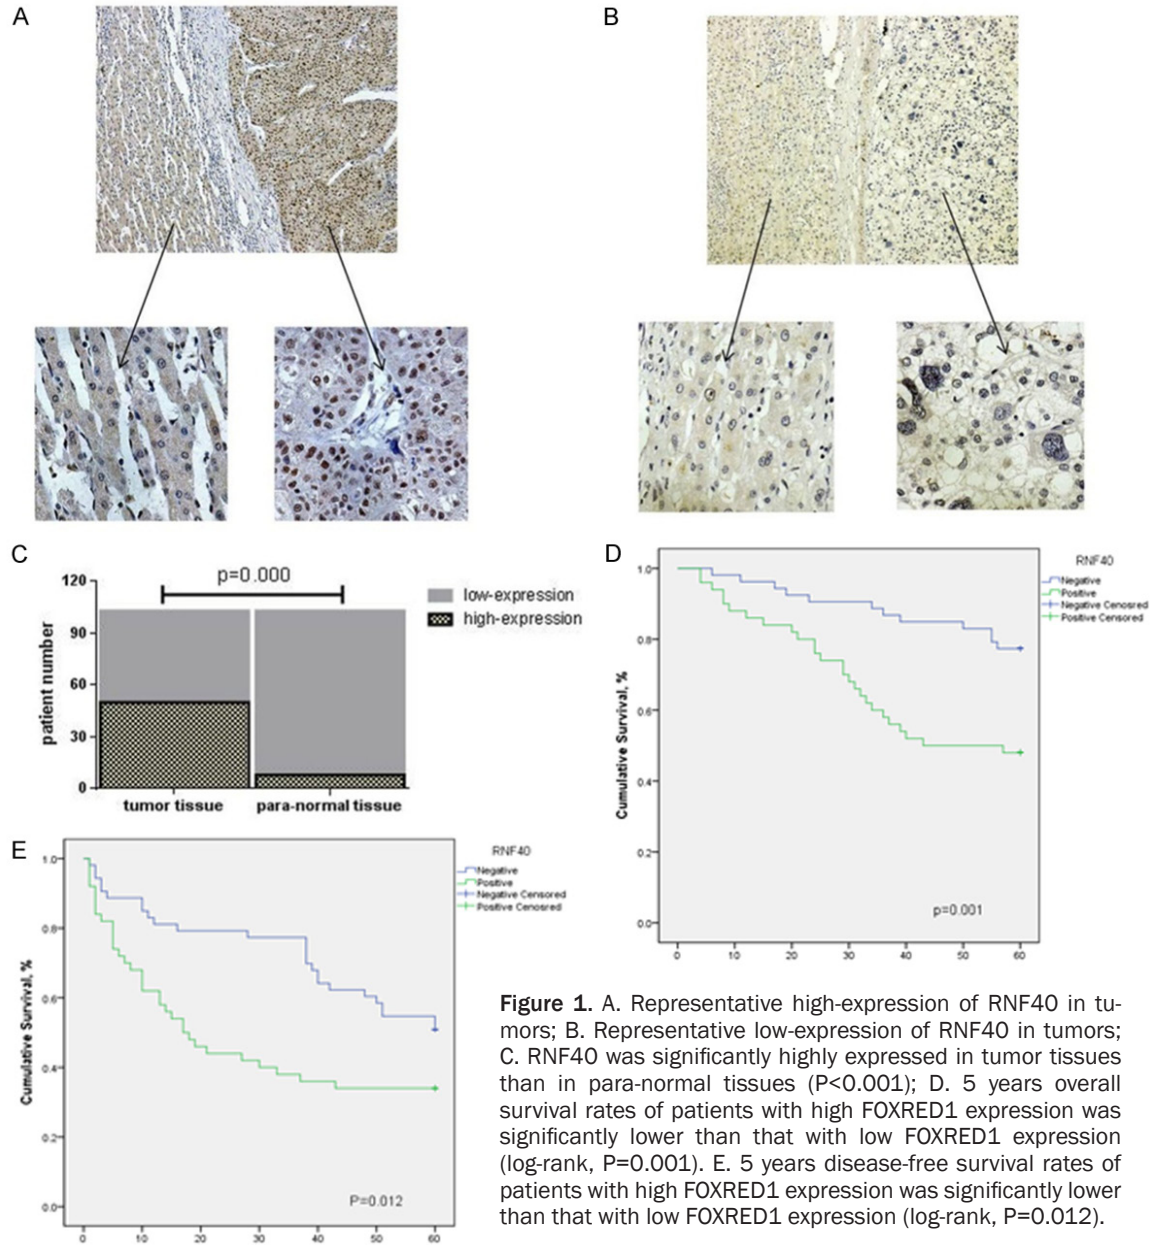 A
B
C
p=0.000
120
90
60
30
0
patient number
low-expression
high-expression
tumor tissue
para-normal tissue
D
RNF40
Negative
Positive
Negative Cenosred
Positive Censored
1.0
0.8
0.6
0.4
0.2
0.0
Cumulative Survival, %
p=0.001
0 10 20 30 40 50 60
E
RNF40
Negative
Positive
Negative Censored
Positive Cenosred
1.0
0.8
0.6
0.4
0.2
0.0
Cumulative Survival, %
P=0.012
0 10 20 30 40 50 60
Figure 1. A. Representative high-expression of RNF40 in tu-
mors; B. Representative low-expression of RNF40 in tumors;
C. RNF40 was significantly highly expressed in tumor tissues
than in para-normal tissues (P<0.001); D. 5 years overall
survival rates of patients with high FOXRED1 expression was
significantly lower than that with low FOXRED1 expression
(log-rank, P=0.001). E. 5 years disease-free survival rates of
patients with high FOXRED1 expression was significantly lower
than that with low FOXRED1 expression (log-rank, P=0.012).